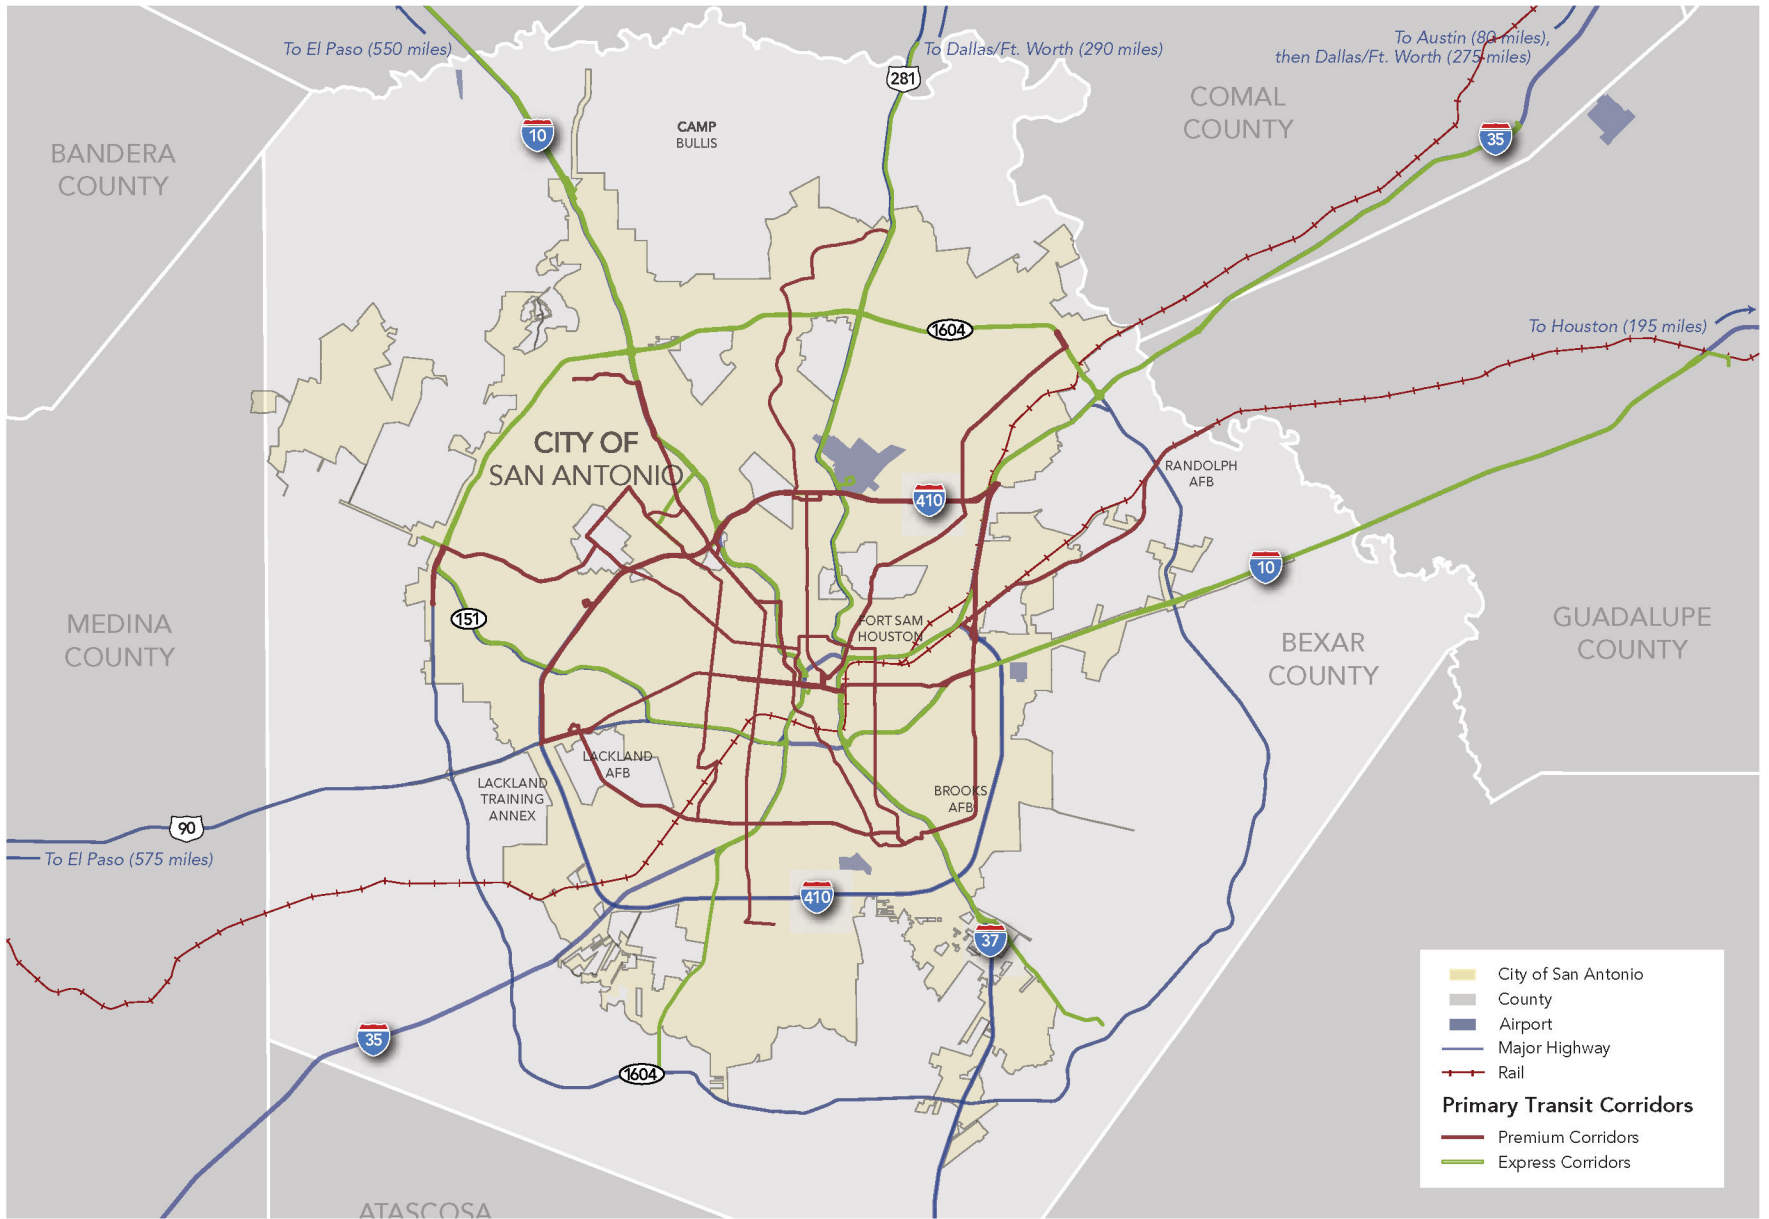 To El Paso (550 miles)
To Dallas/Ft. Worth (290 miles)
To Austin (80 miles),
then Dallas/Ft. Worth (275 miles)
281
COMAL
COUNTY
10
CAMP
BULLIS
35
BANDERA
COUNTY
1604
To Houston (195 miles)
CITY OF
SAN ANTONIO
RANDOLPH
AFB
410
10
151
FORT SAM
HOUSTON
MEDINA
COUNTY
GUADALUPE
COUNTY
BEXAR
COUNTY
LACKLAND
AFB
LACKLAND
TRAINING
ANNEX
BROOKS
AFB
90
To El Paso (575 miles)
410
37
35
1604
ATASCOSA
City of San Antonio
County
Airport
Major Highway
Rail
Primary Transit Corridors
Premium Corridors
Express Corridors